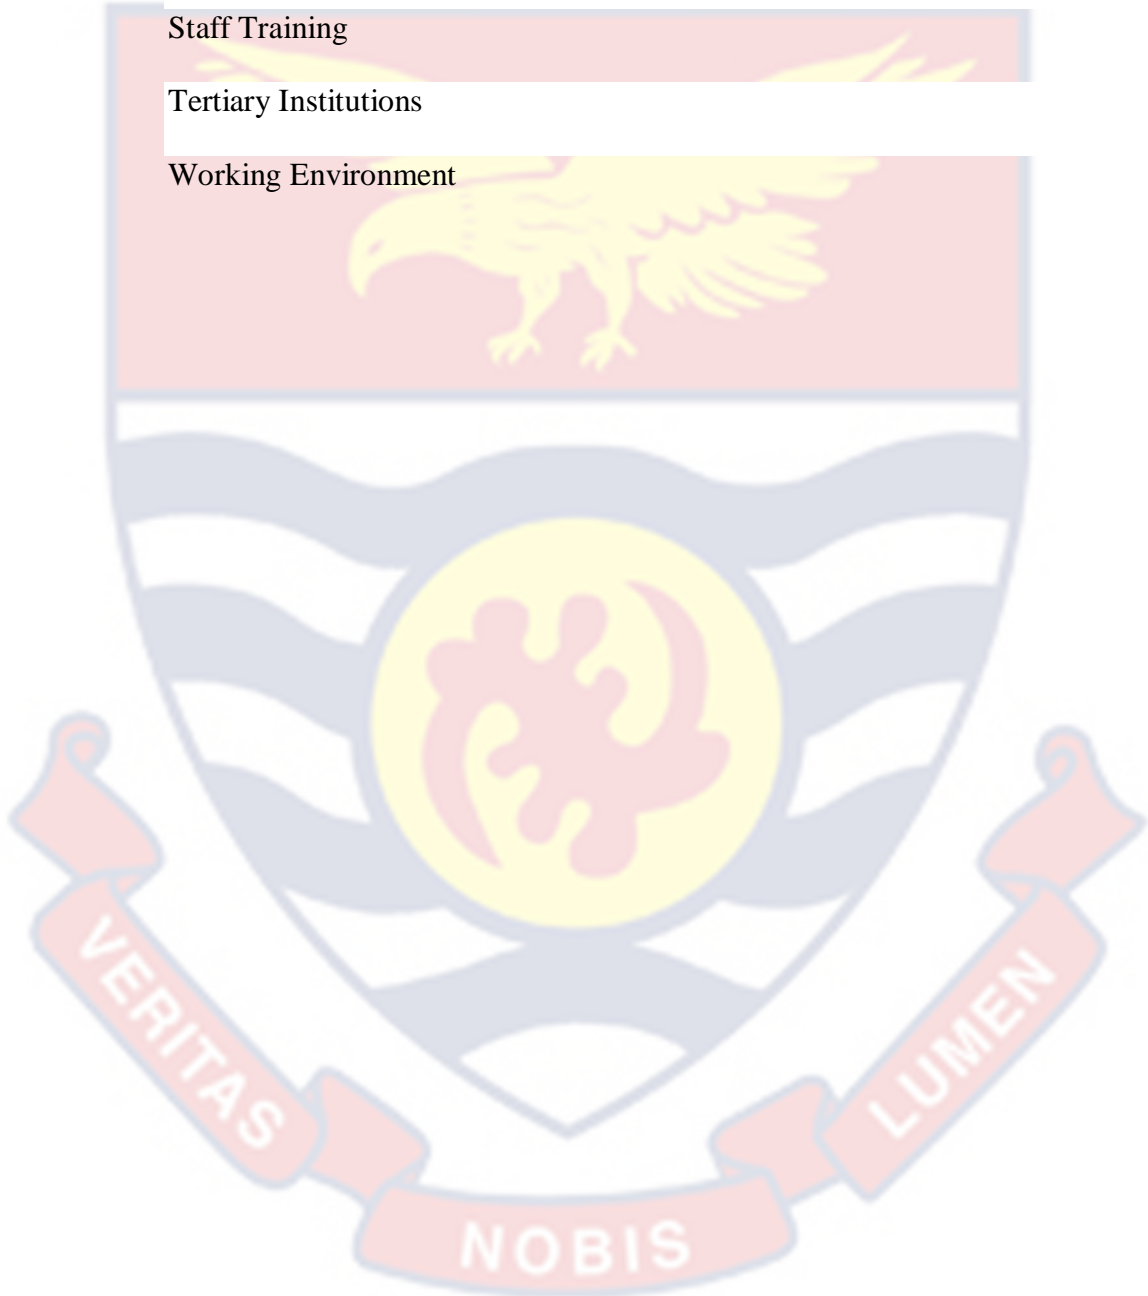 Staff Training
Tertiary Institutions
Working Environment
VERITAS
NOBIS
LUMEN